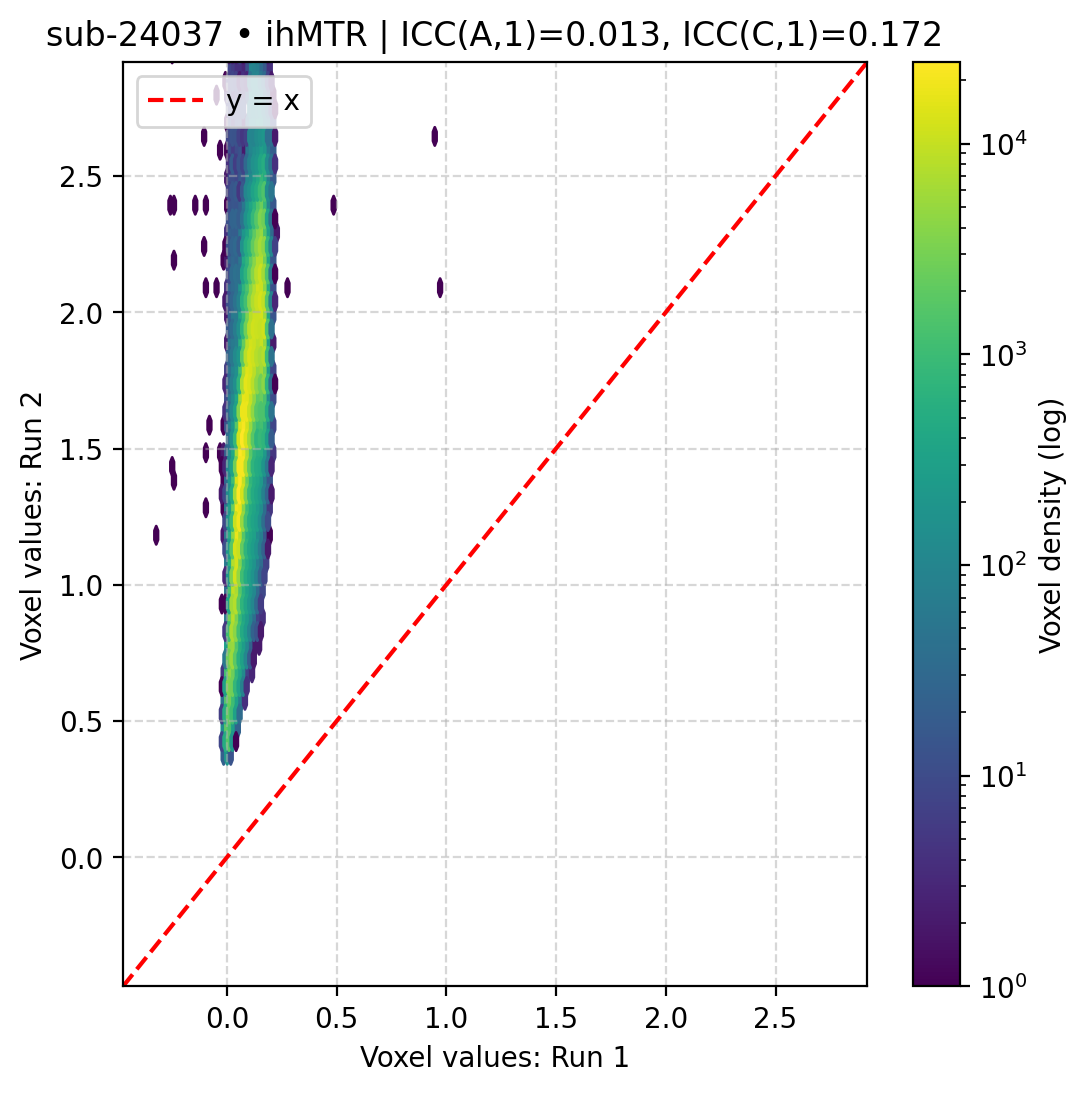 sub-24037 • ihMTR | ICC(A,1)=0.013, ICC(C,1)=0.172
y = x
2.5
2.0
1.5
1.0
0.5
0.0
Voxel values: Run 2
0.0 0.5 1.0 1.5 2.0 2.5
Voxel values: Run 1
10⁴
10³
10²
10¹
10⁰
Voxel density (log)